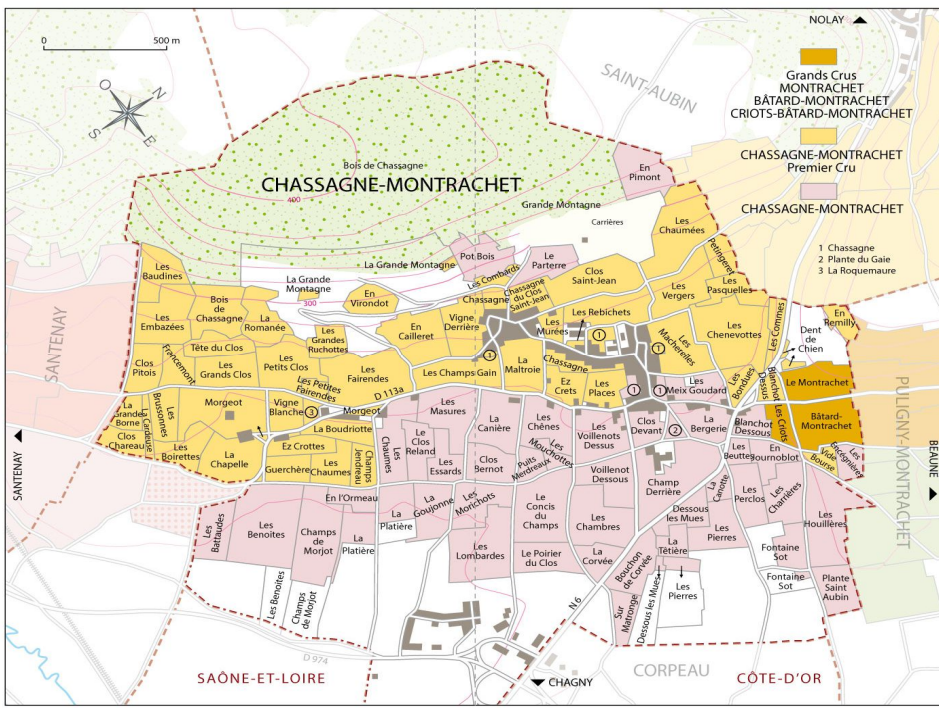 NOLAY
0
500 m
SAINT-AUBIN
O
N
S
E
Grands Crus
MONTRACHET
BÂTARD-MONTRACHET
CRIOTS-BÂTARD-MONTRACHET
CHASSAGNE-MONTRACHET
Premier Cru
CHASSAGNE-MONTRACHET
1 Chassagne
2 Plante du Gaie
3 La Roquemaure
Bois de Chassagne
CHASSAGNE-MONTRACHET
400
En
Pimont
Grande Montagne
Carrières
Les
Chaumées
Petingeret
Les
Baudines
La Grande Montagne
Pot Bois
Le
Parterre
La Grande
Montagne
300
En
Virondot
Les Combards
Chassagne
Chassagne
du Clos
Saint-Jean
Clos
Saint-Jean
Les
Vergers
Les
Pasquelles
Les
Embazées
Bois
de
Chassagne
La
Romanée
Les
Grandes
Ruchottes
En
Cailleret
Vigne
Derrière
Les
Murées
Les Rebichets
1
1
Les
Macherelles
Les
Chenevottes
Les Commes
En
Remilly
Dent
de
Chien
Tête du Clos
Francemont
Clos
Pitois
Les
Grands Clos
Les
Petits Clos
Les Petites
Fairendes
Les
Fairendes
D 113a
Les Champs Gain
3
La
Maltroie
Chassagne
Ez
Crets
Les
Places
1
1
Les
Meix Goudard
Les
Bondues
Blanchot
Dessus
Le Montrachet
Les Criots
Bâtard-
Montrachet
La
Grande
Borne
La Cardeuse
Les
Brussonnes
Morgeot
Vigne
Blanche
3
Morgeot
Les
Masures
La
Canière
Les
Chênes
Les
Voillenots
Dessus
Clos
Devant
2
La
Bergerie
Blanchot
Dessous
Vide
Bourse
Les
Encégnières
Clos
Chareau
Les
Boirettes
La
Chapelle
La Boudriotte
Ez Crottes
Guerchère
Les
Chaumes
Champs
Jendreau
Les
Chaumes
Le
Clos
Reland
Les
Essards
Clos
Bernot
Puits
Merdreaux
Les
Mouchottes
Voillenot
Dessous
Champ
Derrière
Les
Beuttes
La Canotte
En
Journoblot
Les
Perclos
Les
Charrières
Les
Houillères
SANTENAY
SANTENAY
PULIGNY-MONTRACHET
BEAUNE
En l'Ormeau
La
Platière
La
Goujonne
Les
Morichots
Le
Concis
du
Champs
Les
Chambres
Dessous
les Mues
Les
Pierres
Les
Battaudes
Les
Benoites
Champs
de
Morjot
La
Platière
Les
Lombardes
Le Poirier
du Clos
La
Corvée
Bouchon
de Corvée
La
Têtière
Fontaine
Sot
Fontaine
Sot
Plante
Saint
Aubin
Les Benoites
Champs
de Morjot
Sur
Matronge
Dessous les Mues
Les
Pierres
N 6
D 974
SAÔNE-ET-LOIRE
CHAGNY
CORPEAU
CÔTE-D'OR